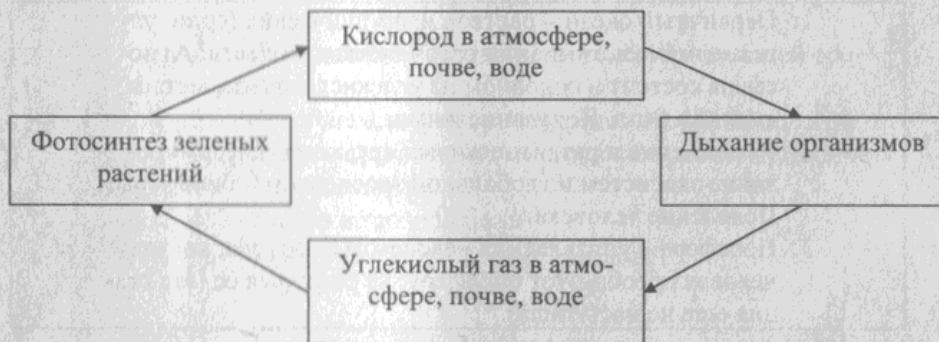 Кислород в атмосфере,
почве, воде
Фотосинтез зеленых
растений
Дыхание организмов
Углекислый газ в атмо-
сфере, почве, воде